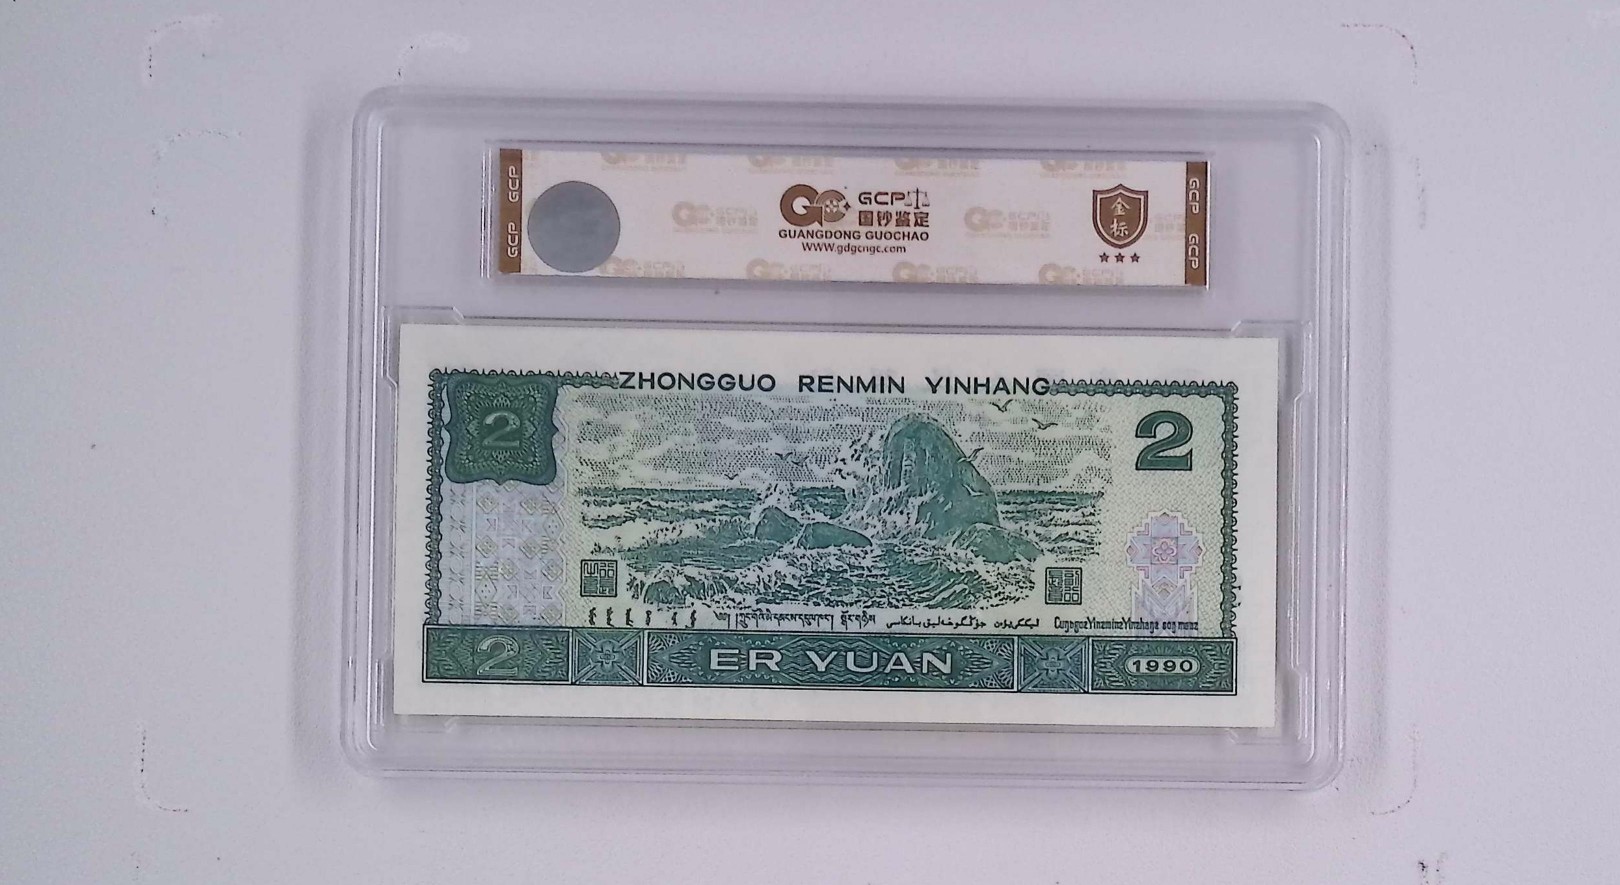 GCP GCP
GCP
国钞鉴定
GUANGDONG GUOCHAO
www.gdgcngc.com
金标
GCP GCP
ZHONGGUO RENMIN YINHANG
2
2
2
ER YUAN
1990